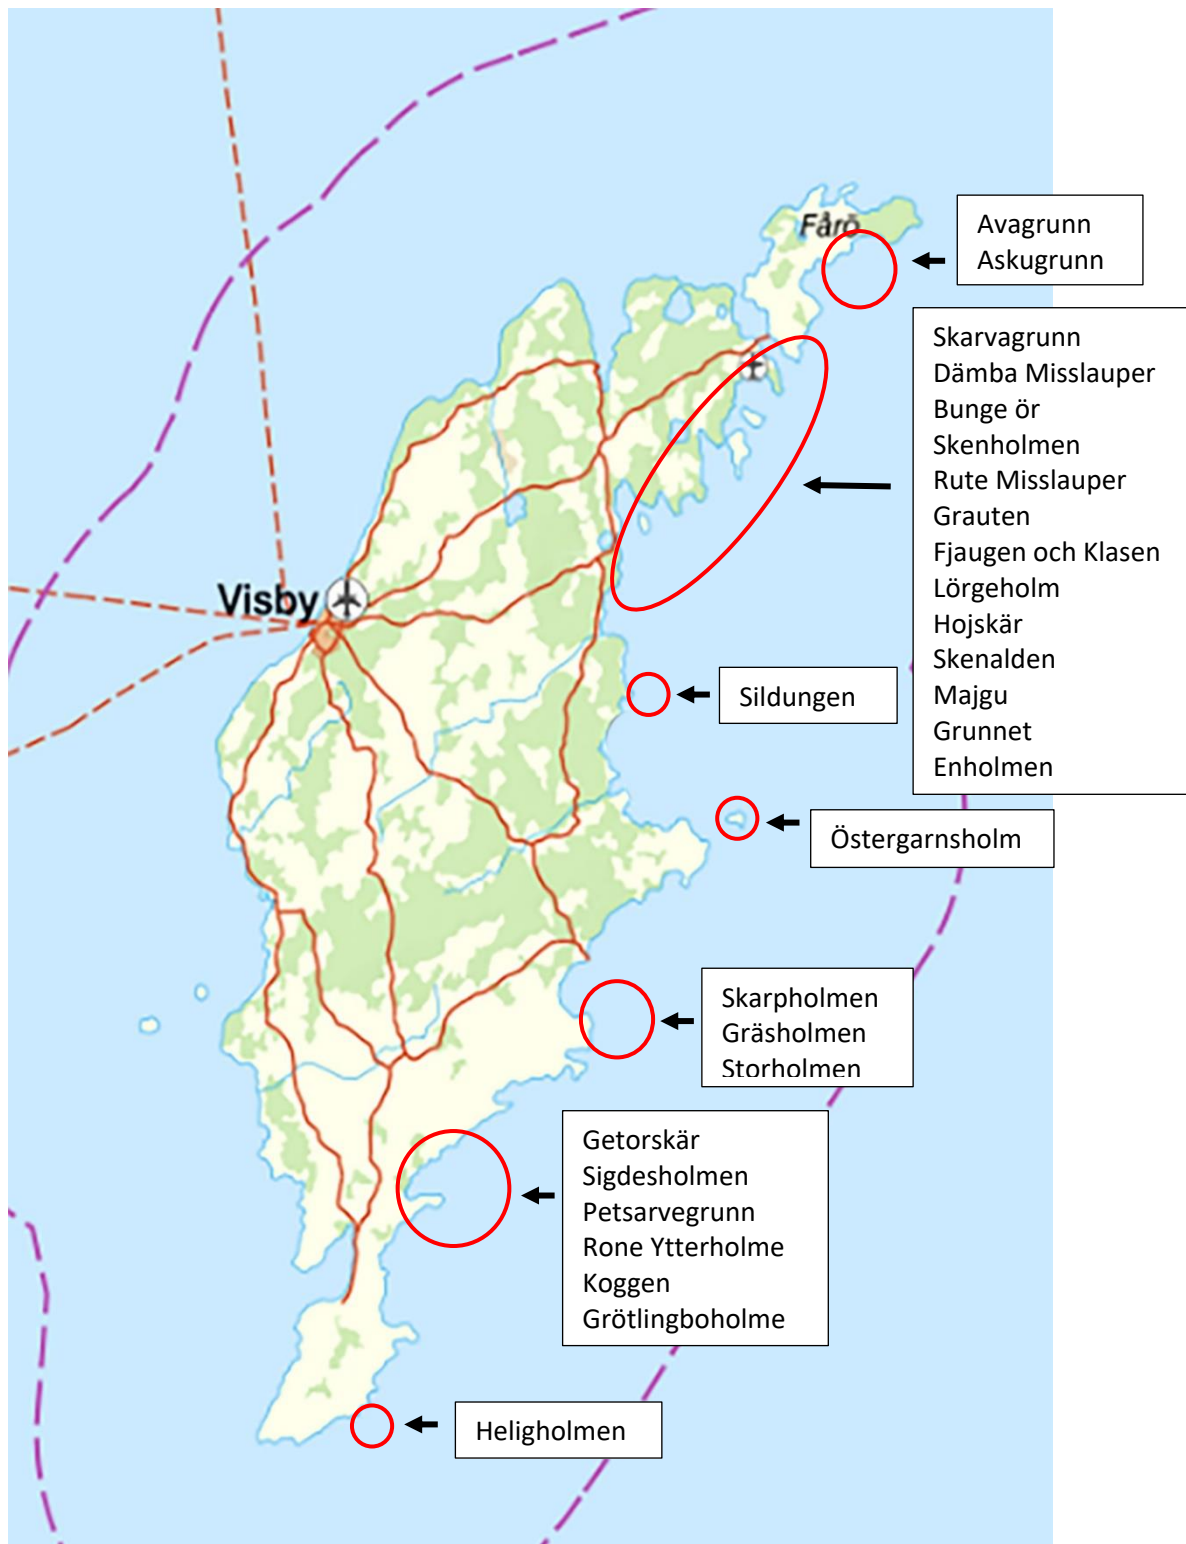 Fårö
Avagrunn
Askugrunn
Skarvagrunn
Dämba Misslauper
Bunge ör
Skenholmen
Rute Misslauper
Grauten
Fjaugen och Klasen
Lörgeholm
Hojskär
Skenalden
Majgu
Grunnet
Enholmen
Visby
Sildungen
Östergarnsholm
Skarpholmen
Gräsholmen
Storholmen
Getorskär
Sigdesholmen
Petsarvegrunn
Rone Ytterholme
Koggen
Grötlingboholme
Heligholmen